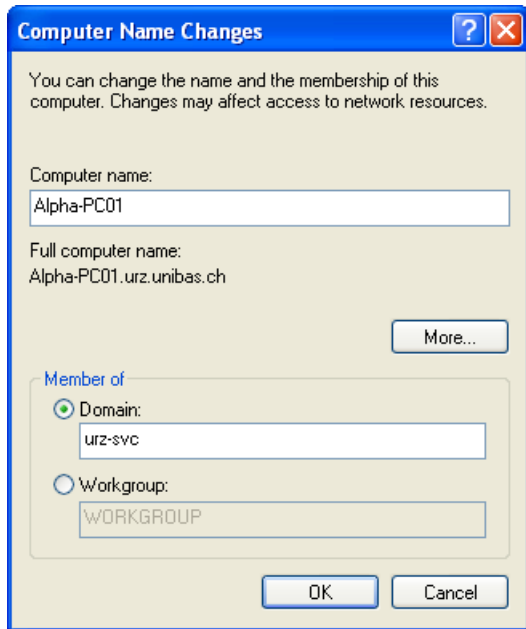 Computer Name Changes
You can change the name and the membership of this
computer. Changes may affect access to network resources.
Computer name:
Alpha-PC01
Full computer name:
Alpha-PC01.urz.unibas.ch
More...
Member of
Domain:
urz-svc
Workgroup:
WORKGROUP
OK Cancel